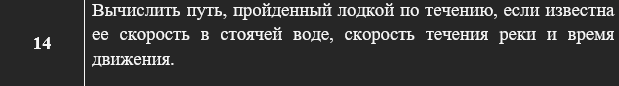 14
Вычислить путь, пройденный лодкой по течению, если известна
ее скорость в стоячей воде, скорость течения реки и время
движения.